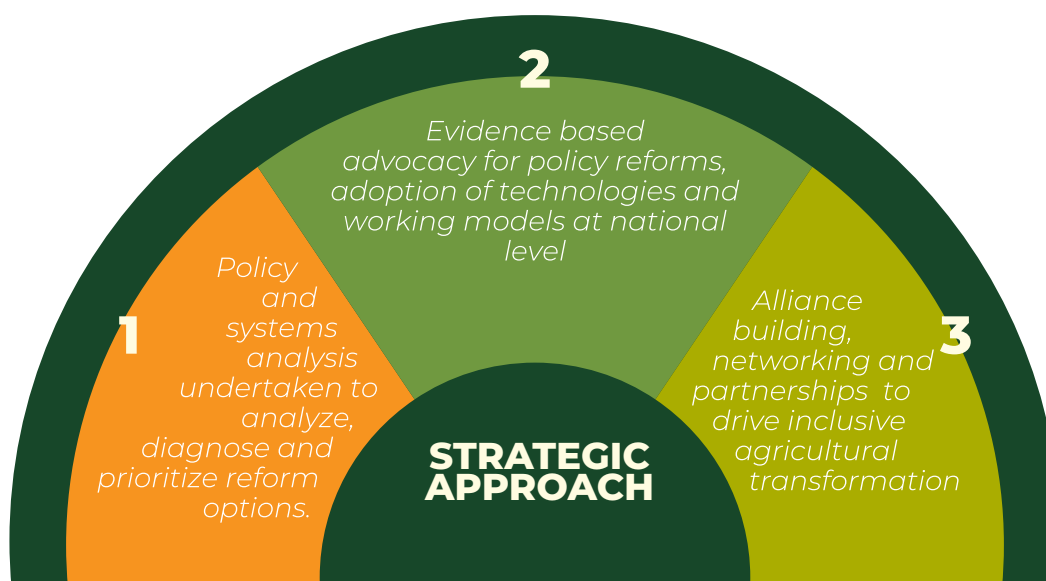 1
Policy
and
systems
analysis
undertaken to
analyze,
diagnose and
prioritize reform
options.
2
Evidence based
advocacy for policy reforms,
adoption of technologies and
working models at national
level
3
Alliance
building,
networking and
partnerships to
drive inclusive
agricultural
transformation
STRATEGIC
APPROACH